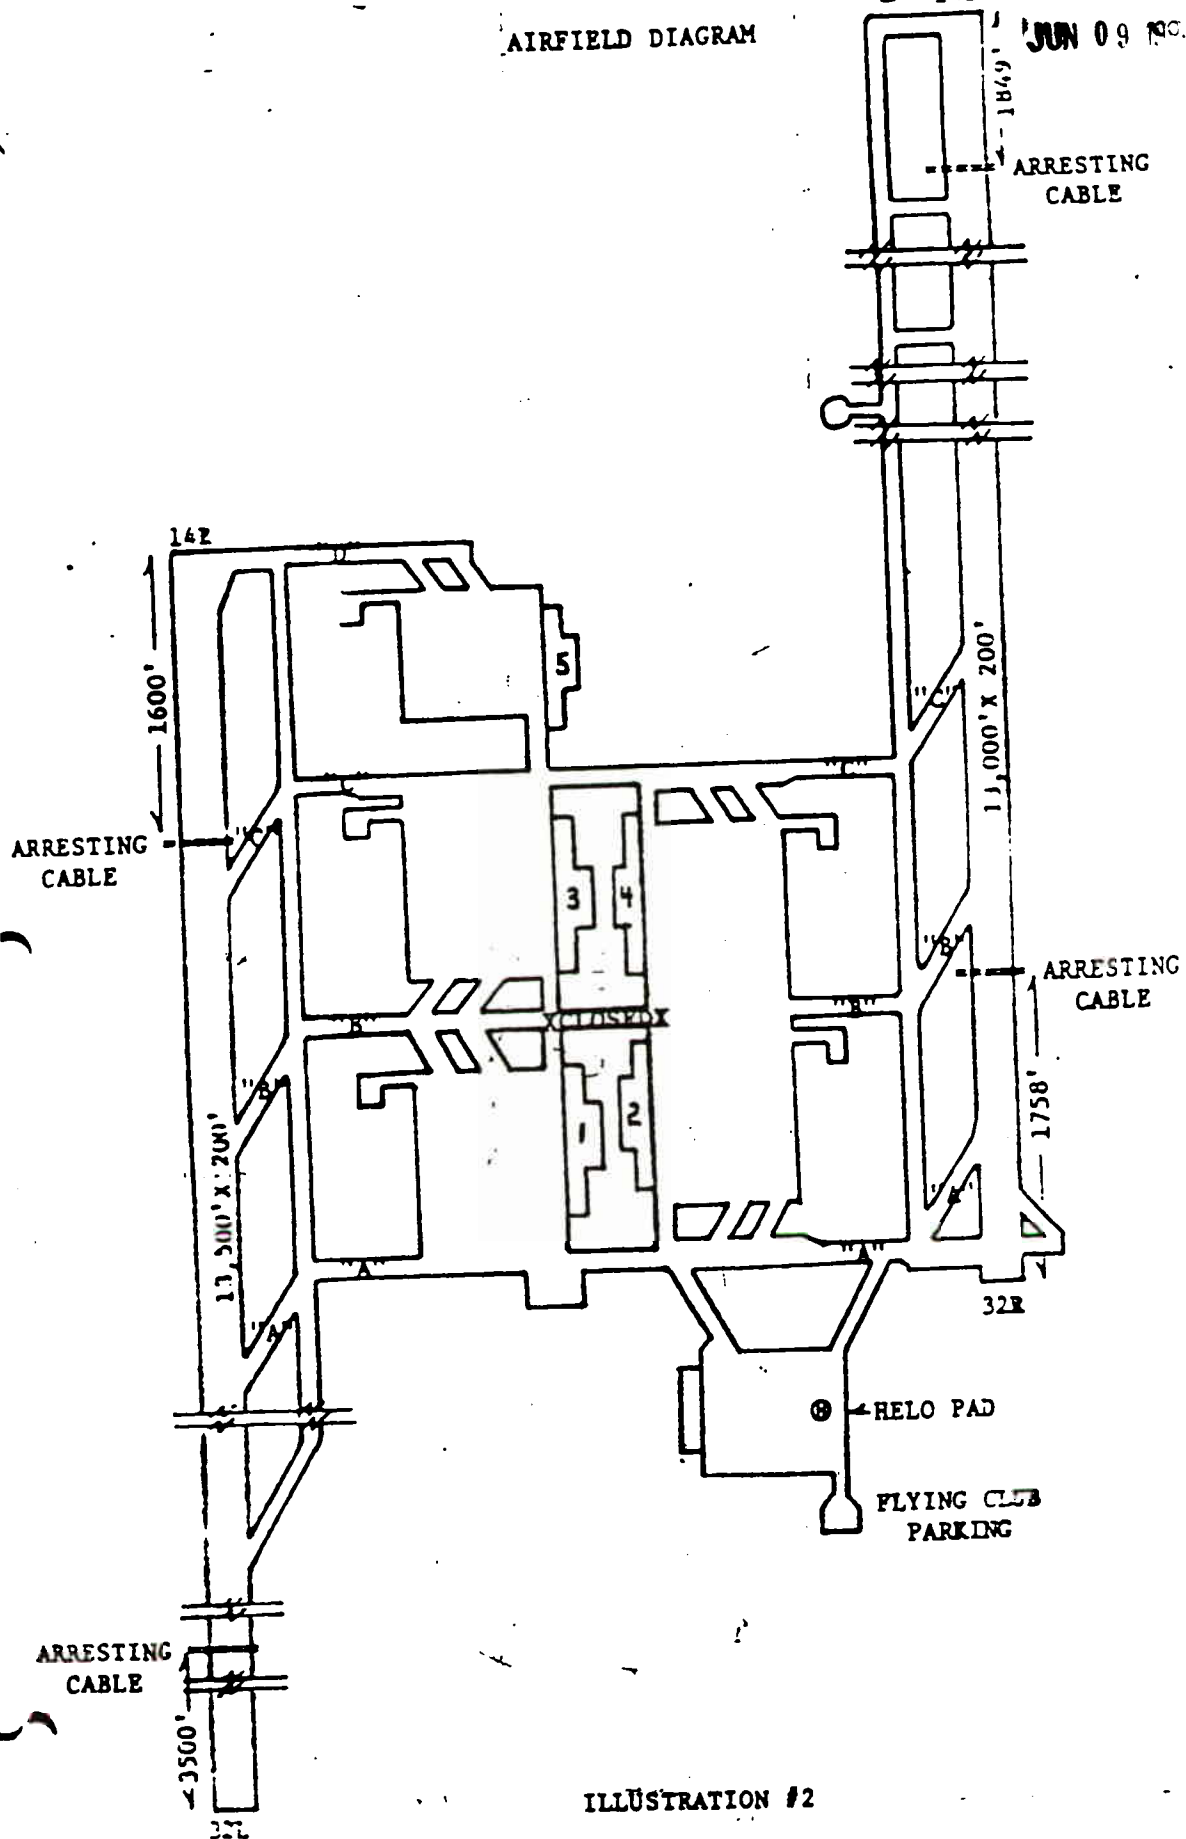 AIRFIELD DIAGRAM
JUN 09
1849'
ARRESTING
CABLE
14R
D
5
1600'
"C"
11,000' X 200'
C
C
ARRESTING
CABLE
"C"
3
4
"B"
ARRESTING
CABLE
B
X CLOSED X
B
"B"
1
2
1758'
13,500' X 200'
"A"
A
A
32R
"A"
H
HELO PAD
FLYING CLUB
PARKING
ARRESTING
CABLE
3500'
ILLUSTRATION #2
32L